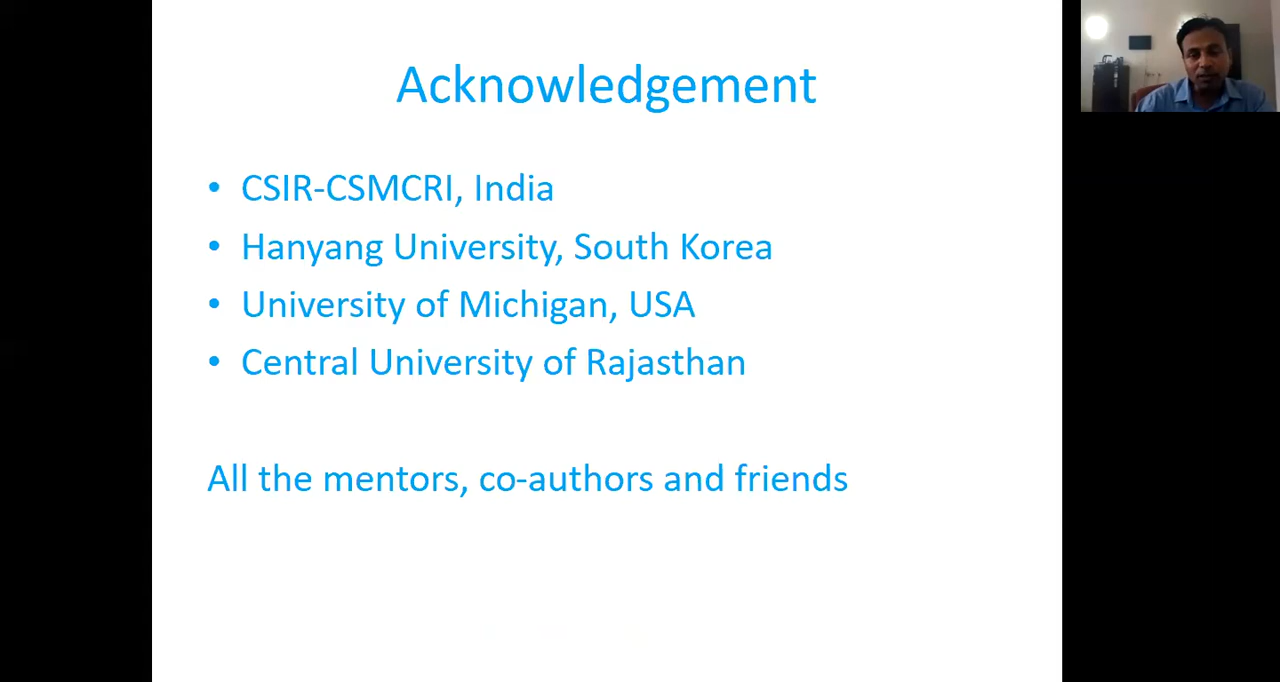 Acknowledgement
• CSIR-CSMCRI, India
• Hanyang University, South Korea
• University of Michigan, USA
• Central University of Rajasthan
All the mentors, co-authors and friends